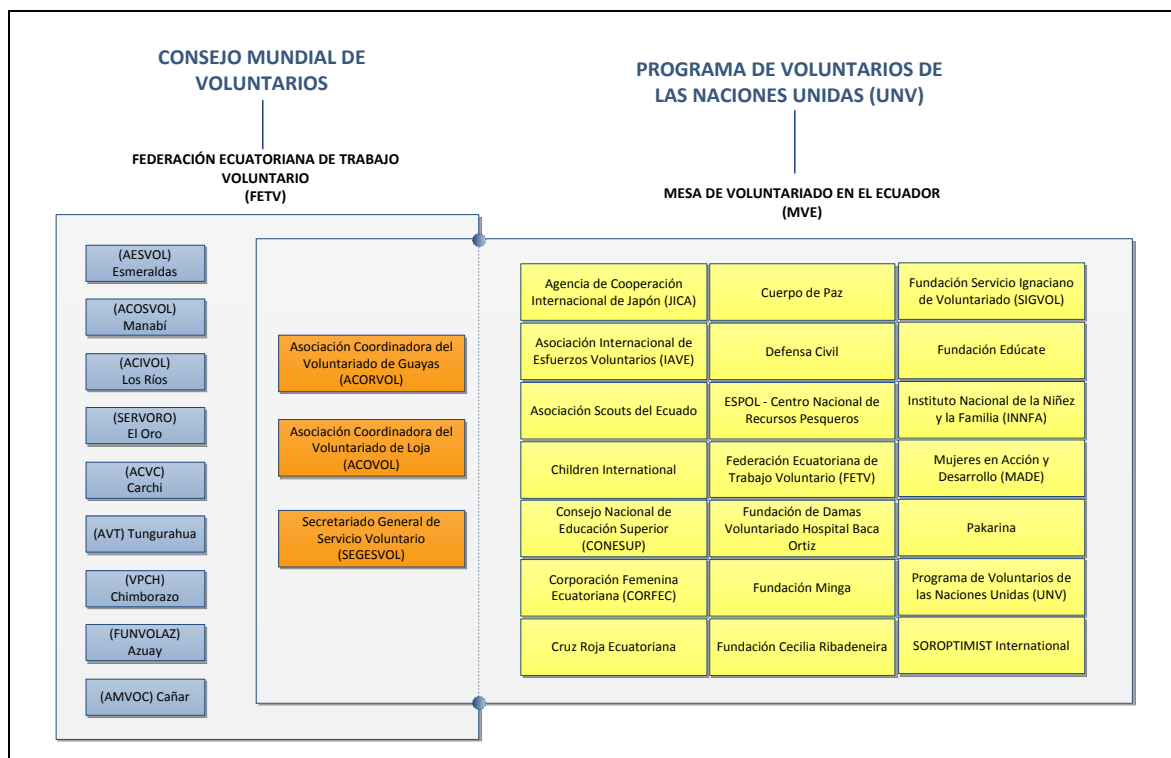 CONSEJO MUNDIAL DE
VOLUNTARIOS
FEDERACIÓN ECUATORIANA DE TRABAJO
VOLUNTARIO
(FETV)
PROGRAMA DE VOLUNTARIOS DE
LAS NACIONES UNIDAS (UNV)
MESA DE VOLUNTARIADO EN EL ECUADOR
(MVE)
(AESVOL)
Esmeraldas
(ACOSVOL)
Manabí
(ACIVOL)
Los Ríos
(SERVORO)
El Oro
(ACVC)
Carchi
(AVT) Tungurahua
(VPCH)
Chimborazo
(FUNVOLAZ)
Azuay
(AMVOC) Cañar
Asociación Coordinadora del
Voluntariado de Guayas
(ACORVOL)
Asociación Coordinadora del
Voluntariado de Loja
(ACOVOL)
Secretariado General de
Servicio Voluntario
(SEGESVOL)
Agencia de Cooperación
Internacional de Japón (JICA)
Asociación Internacional de
Esfuerzos Voluntarios (IAVE)
Asociación Scouts del Ecuado
Children International
Consejo Nacional de
Educación Superior
(CONESUP)
Corporación Femenina
Ecuatoriana (CORFEC)
Cruz Roja Ecuatoriana
Cuerpo de Paz
Defensa Civil
ESPOL - Centro Nacional de
Recursos Pesqueros
Federación Ecuatoriana de
Trabajo Voluntario (FETV)
Fundación de Damas
Voluntariado Hospital Baca
Ortiz
Fundación Minga
Fundación Cecilia Ribadeneira
Fundación Servicio Ignaciano
de Voluntariado (SIGVOL)
Fundación Edúcate
Instituto Nacional de la Niñez
y la Familia (INNFA)
Mujeres en Acción y
Desarrollo (MADE)
Pakarina
Programa de Voluntarios de
las Naciones Unidas (UNV)
SOROPTIMIST International